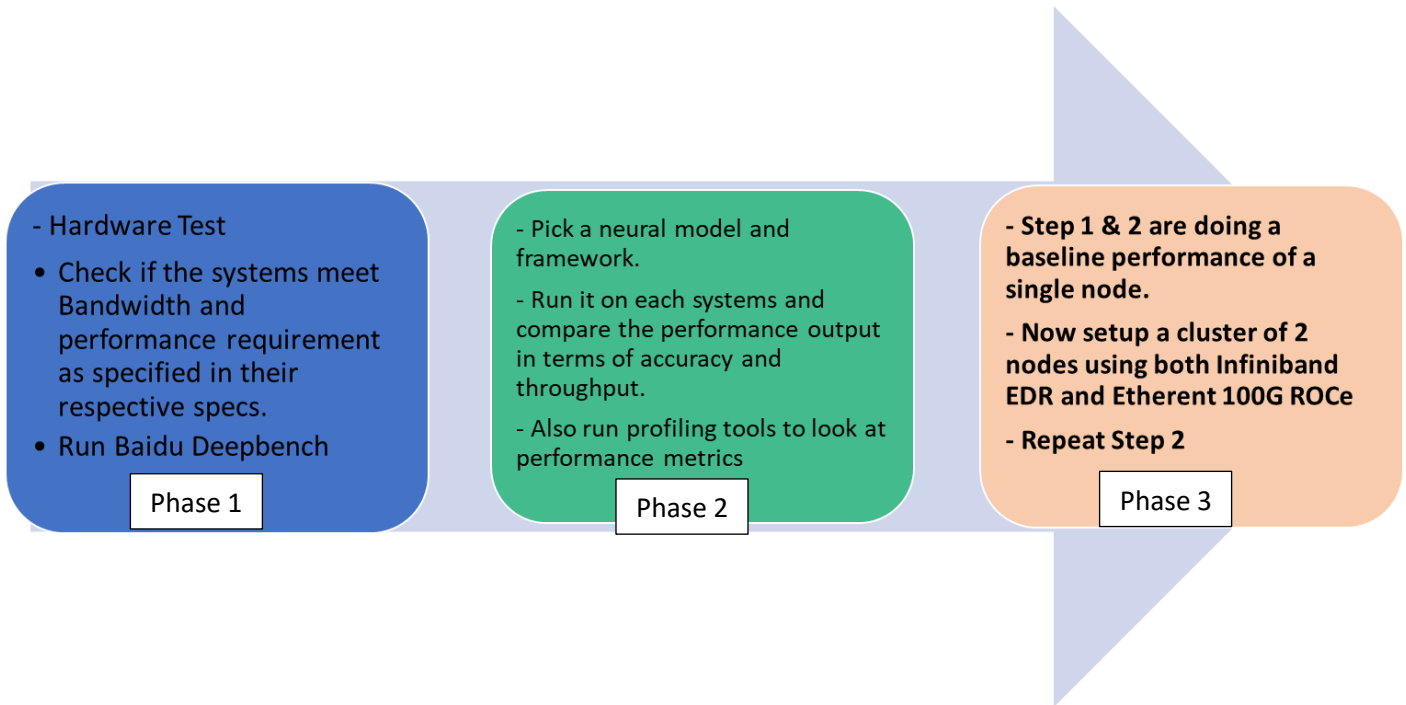 - Hardware Test
• Check if the systems meet
Bandwidth and
performance requirement
as specified in their
respective specs.
• Run Baidu Deepbench
Phase 1
- Pick a neural model and
framework.
- Run it on each systems and
compare the performance output
in terms of accuracy and
throughput.
- Also run profiling tools to look at
performance metrics
Phase 2
- Step 1 & 2 are doing a
baseline performance of a
single node.
- Now setup a cluster of 2
nodes using both Infiniband
EDR and Etherent 100G ROCe
- Repeat Step 2
Phase 3